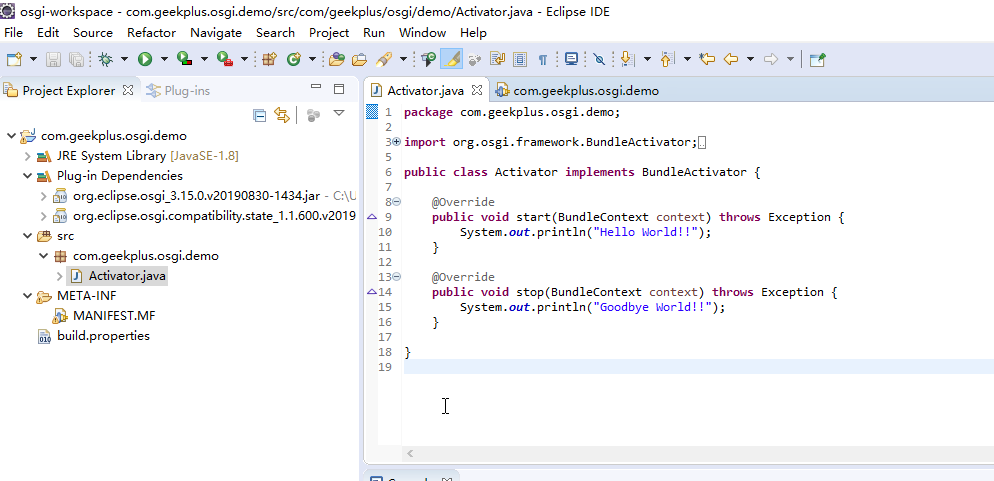 osgi-workspace - com.geekplus.osgi.demo/src/com/geekplus/osgi/demo/Activator.java - Eclipse IDE
File Edit Source Refactor Navigate Search Project Run Window Help
Project Explorer Plug-ins
com.geekplus.osgi.demo
JRE System Library [JavaSE-1.8]
Plug-in Dependencies
org.eclipse.osgi_3.15.0.v20190830-1434.jar - C:\U
org.eclipse.osgi.compatibility.state_1.1.600.v2019
src
com.geekplus.osgi.demo
Activator.java
META-INF
MANIFEST.MF
build.properties
Activator.java com.geekplus.osgi.demo
1 package com.geekplus.osgi.demo;
2
3 import org.osgi.framework.BundleActivator;
5
6 public class Activator implements BundleActivator {
7
8 @Override
9 public void start(BundleContext context) throws Exception {
10 System.out.println("Hello World!!");
11 }
12
13 @Override
14 public void stop(BundleContext context) throws Exception {
15 System.out.println("Goodbye World!!");
16 }
17
18 }
19